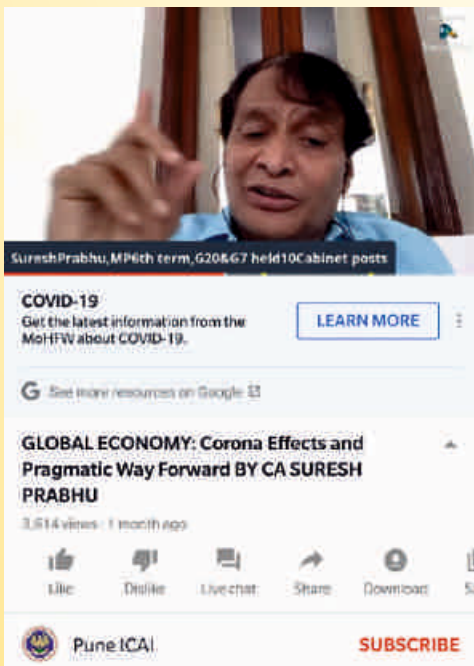 SureshPrabhu,MP6th term,G20&G7 held10Cabinet posts
COVID-19
Get the latest information from the
MoHFW about COVID-19.
LEARN MORE
See more resources on Google
GLOBAL ECONOMY: Corona Effects and
Pragmatic Way Forward BY CA SURESH
PRABHU
3,614 views · 1 month ago
Like
Dislike
Live chat
Share
Download
Pune ICAI
SUBSCRIBE